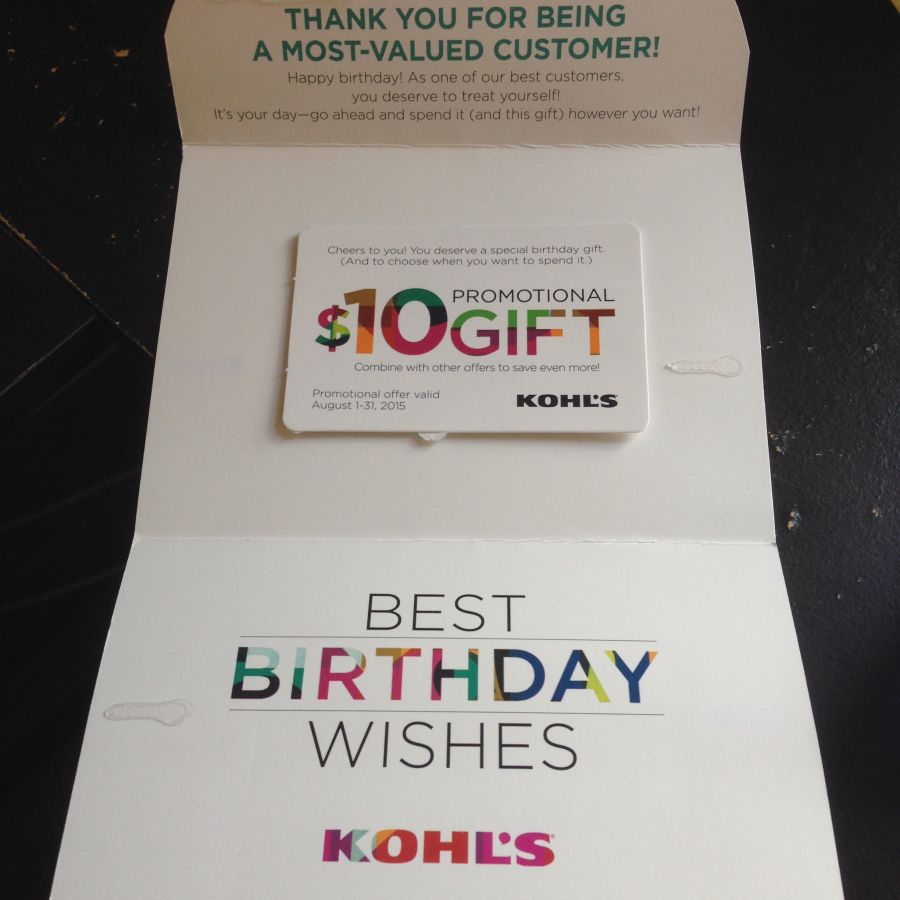 THANK YOU FOR BEING
A MOST-VALUED CUSTOMER!
Happy birthday! As one of our best customers,
you deserve to treat yourself!
It's your day—go ahead and spend it (and this gift) however you want!
Cheers to you! You deserve a special birthday gift.
(And to choose when you want to spend it.)
$10 PROMOTIONAL
GIFT
Combine with other offers to save even more!
Promotional offer valid
August 1-31, 2015
KOHL'S
BEST
BIRTHDAY
WISHES
KOHL'S